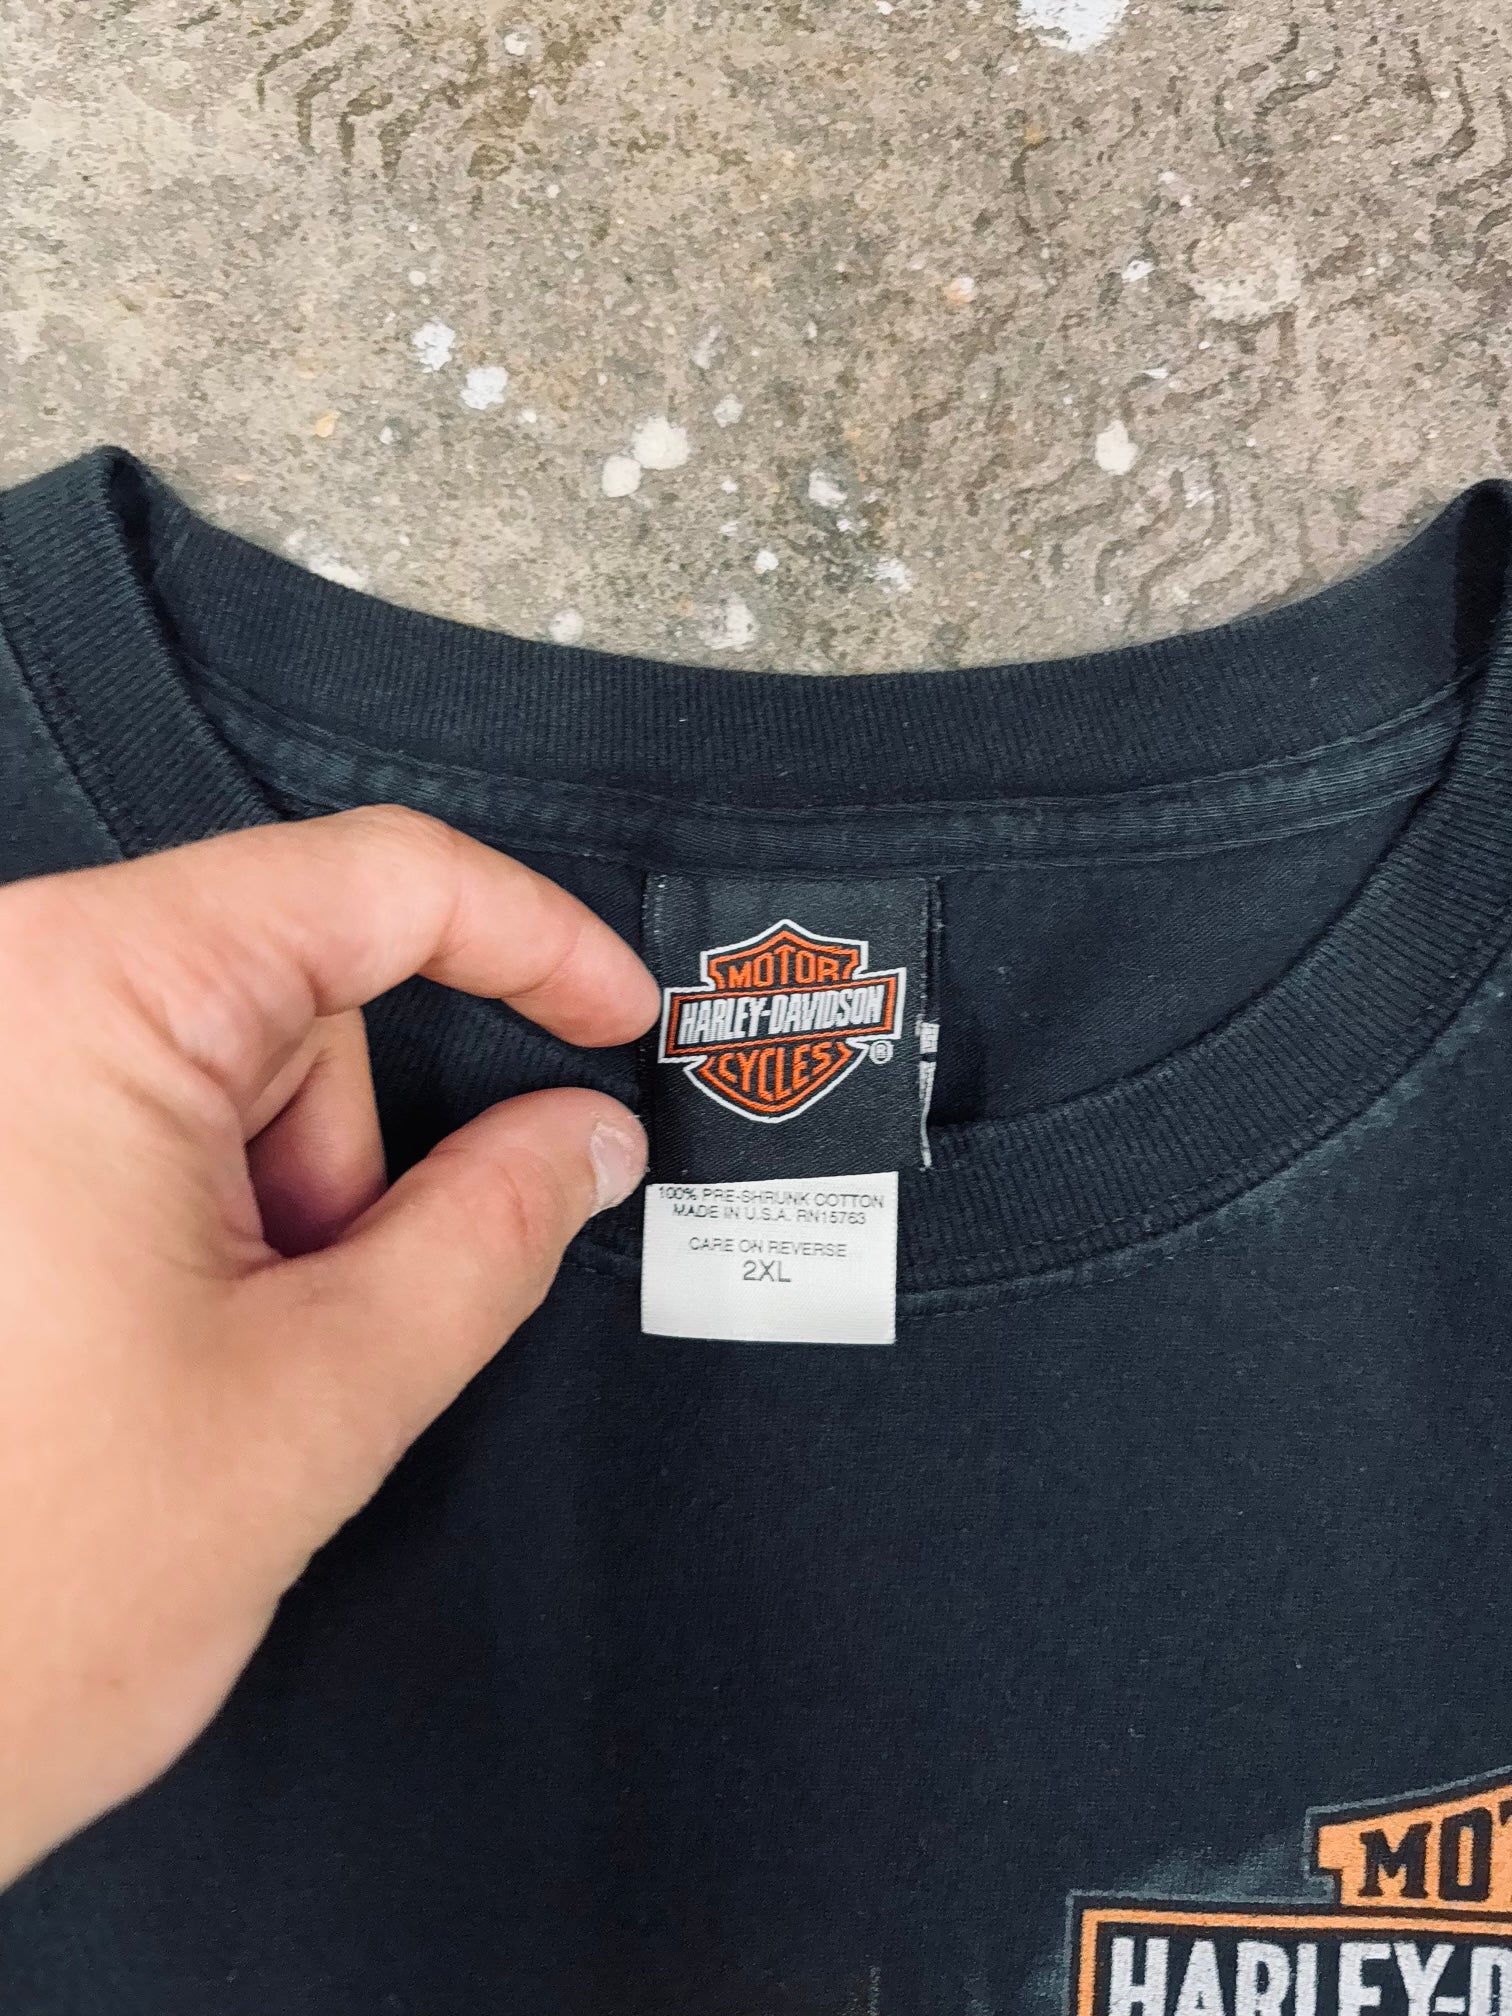 MOTOR
HARLEY-DAVIDSON
CYCLES ®
100% PRE-SHRUNK COTTON
MADE IN U.S.A. RN15763
CARE ON REVERSE
2XL
MOT
HARLEY-D